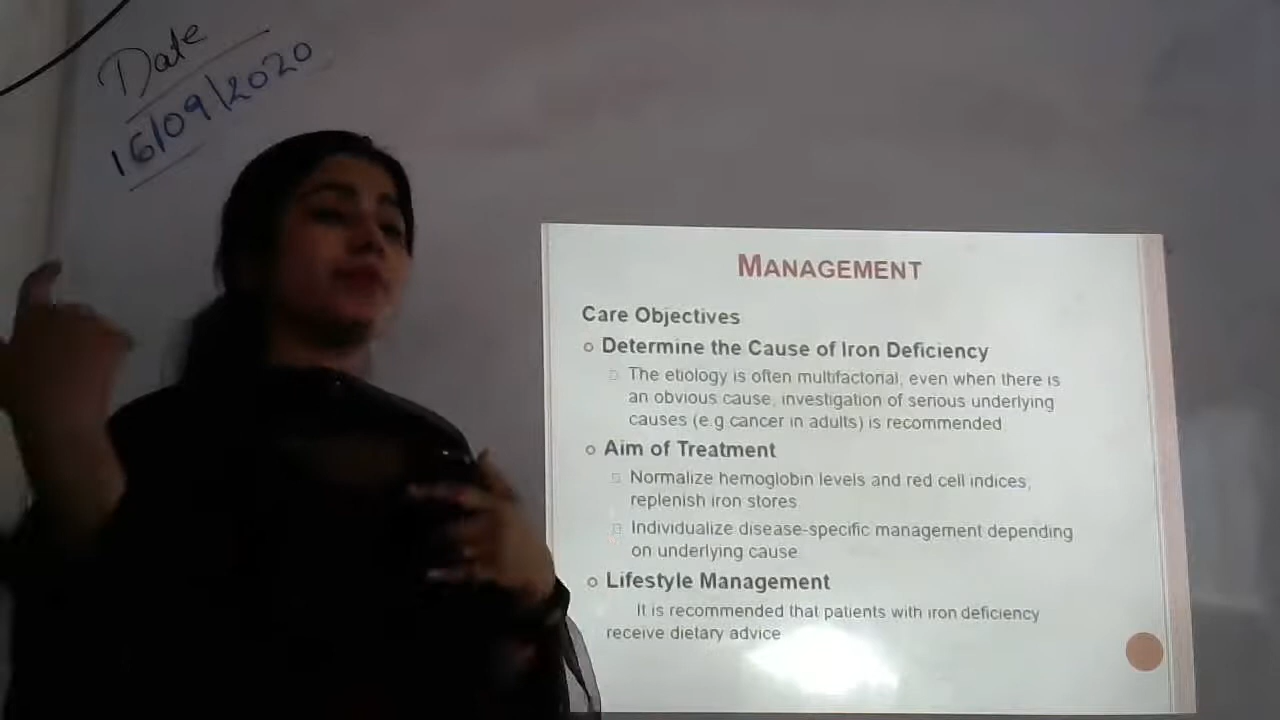 Date
16/09/2020
MANAGEMENT
Care Objectives
Determine the Cause of Iron Deficiency
The etiology is often multifactorial, even when there is
an obvious cause, investigation of serious underlying
causes (e.g.cancer in adults) is recommended
Aim of Treatment
Normalize hemoglobin levels and red cell indices,
replenish iron stores
Individualize disease-specific management depending
on underlying cause
Lifestyle Management
It is recommended that patients with iron deficiency
receive dietary advice